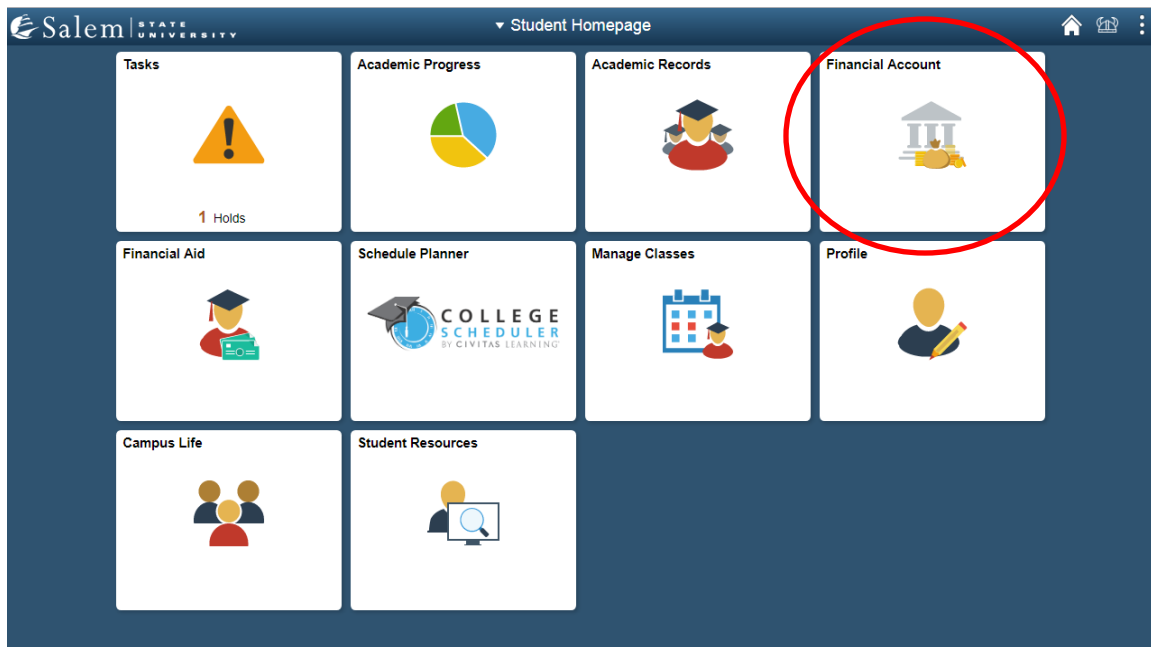 Salem STATE UNIVERSITY
Student Homepage
Tasks
Academic Progress
Academic Records
Financial Account
1 Holds
Financial Aid
Schedule Planner
Manage Classes
Profile
COLLEGE
SCHEDULER
BY CIVITAS LEARNING
Campus Life
Student Resources